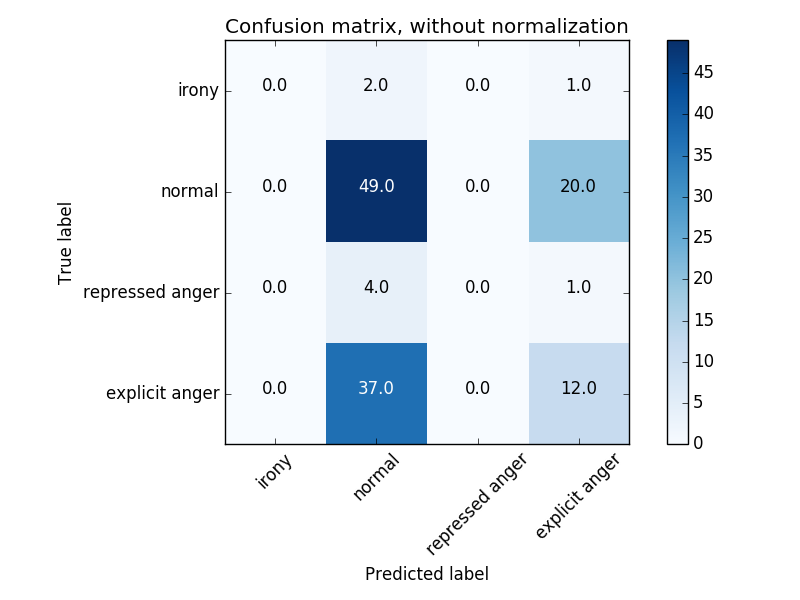 Confusion matrix, without normalization
True label
irony 0.0 2.0 0.0 1.0
normal 0.0 49.0 0.0 20.0
repressed anger 0.0 4.0 0.0 1.0
explicit anger 0.0 37.0 0.0 12.0
irony normal repressed anger explicit anger
Predicted label
45
40
35
30
25
20
15
10
5
0